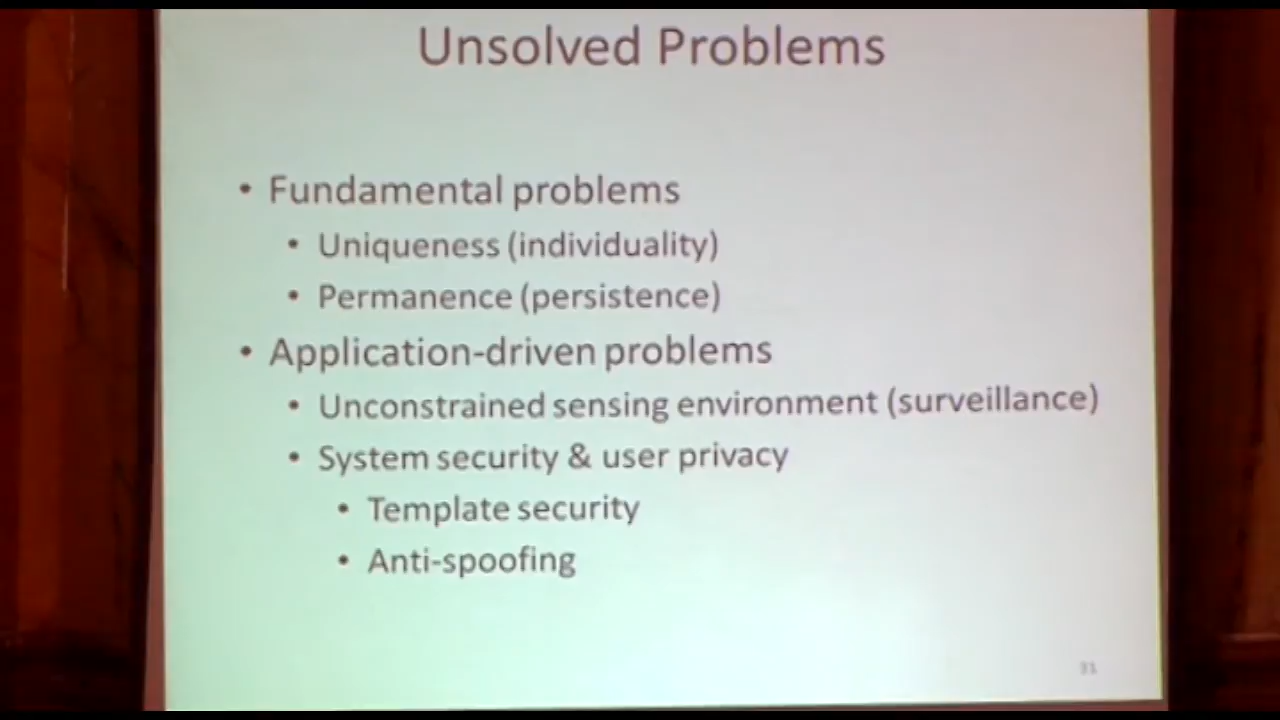 Unsolved Problems
• Fundamental problems
• Uniqueness (individuality)
• Permanence (persistence)
• Application-driven problems
• Unconstrained sensing environment (surveillance)
• System security & user privacy
• Template security
• Anti-spoofing